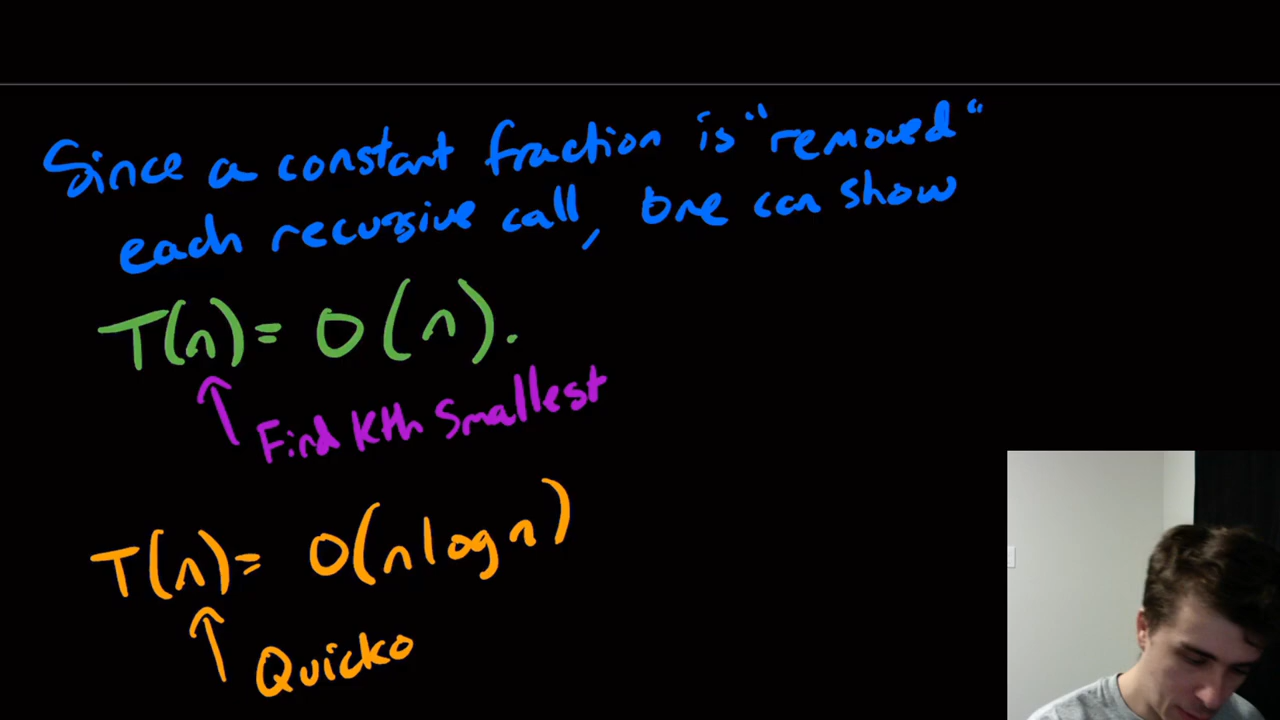 Since a constant fraction is "removed"
each recursive call, one can show
T(n) = O(n).
Find Kth Smallest
T(n) = O(n log n)
Quicko